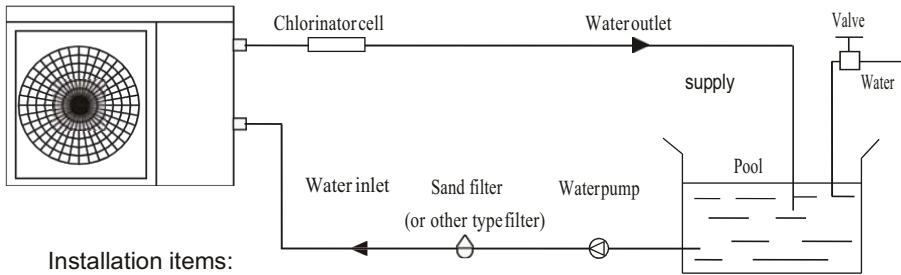 Chlorinator cell
Water outlet
Valve
Water
supply
Pool
Water inlet
Sand filter
(or other type filter)
Water pump
Installation items: